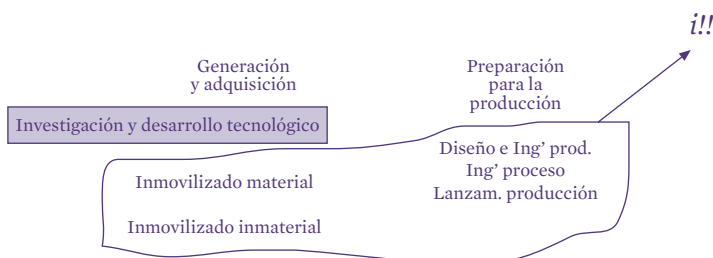 i!!
Generación
y adquisición
Preparación
para la
producción
Investigación y desarrollo tecnológico
Diseño e Ing’ prod.
Ing’ proceso
Lanzam. producción
Inmovilizado material
Inmovilizado inmaterial